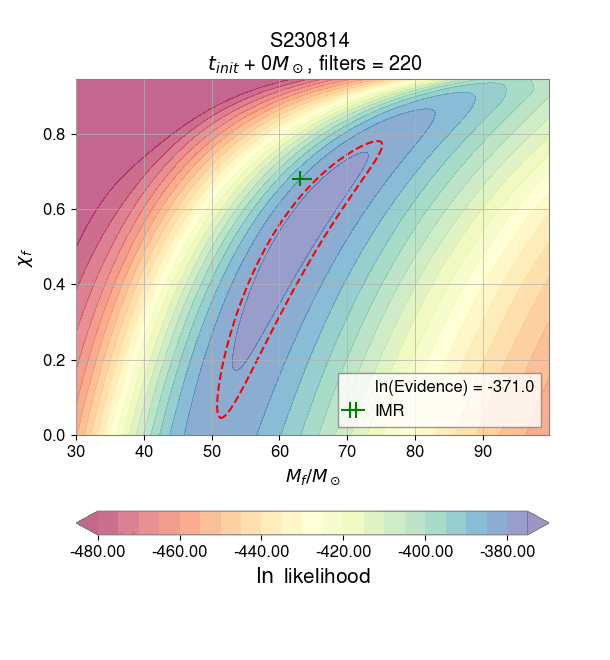 S230814
t_init + 0M_⊙, filters = 220
χ_f
0.8
0.6
0.4
0.2
0.0
30 40 50 60 70 80 90
M_f/M_⊙
ln(Evidence) = -371.0
IMR
-480.00 -460.00 -440.00 -420.00 -400.00 -380.00
ln likelihood